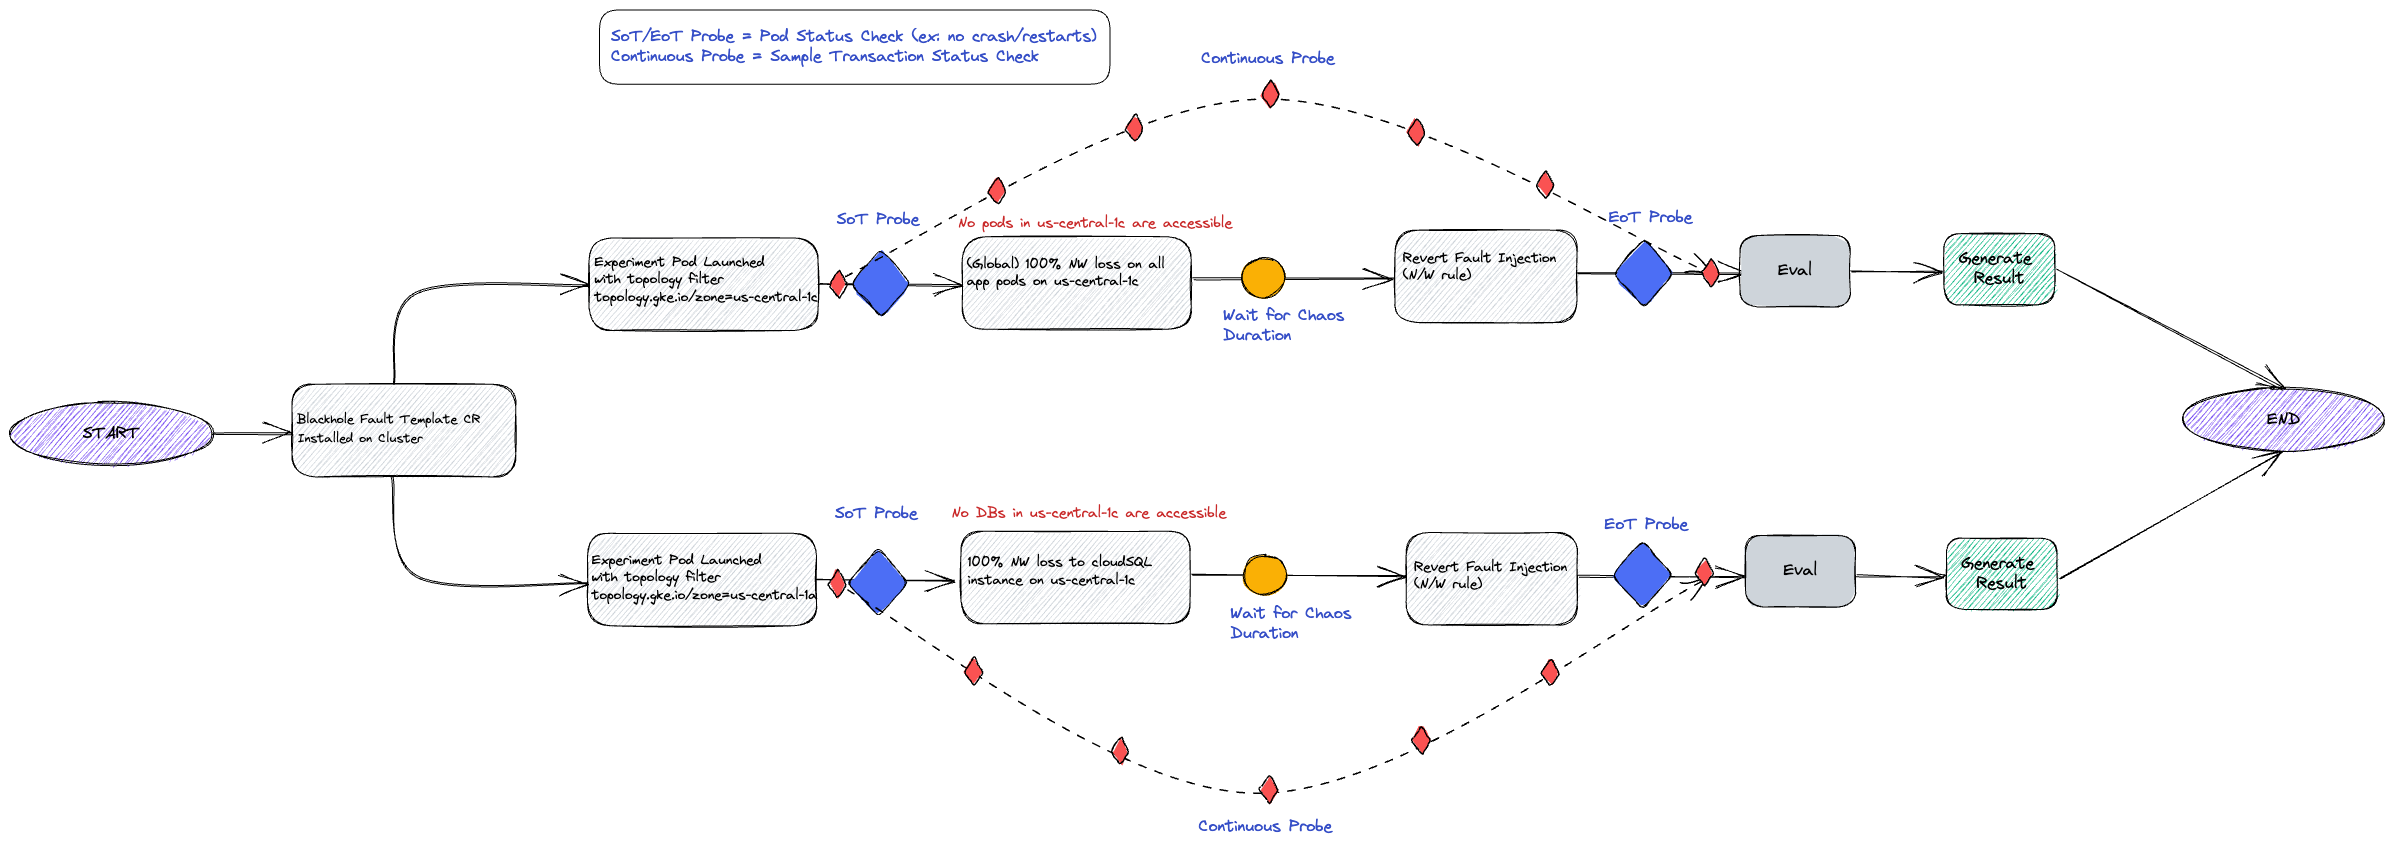 SoT/EoT Probe = Pod Status Check (ex: no crash/restarts)
Continuous Probe = Sample Transaction Status Check
Continuous Probe
SoT Probe
No pods in us-central-1c are accessible
EoT Probe
Experiment Pod Launched
with topology filter
topology.gke.io/zone=us-central-1c
(Global) 100% NW loss on all
app pods on us-central-1c
Wait for Chaos
Duration
Revert Fault Injection
(N/W rule)
Eval
Generate
Result
START
Blackhole Fault Template CR
Installed on Cluster
END
SoT Probe
No DBs in us-central-1c are accessible
EoT Probe
Experiment Pod Launched
with topology filter
topology.gke.io/zone=us-central-1a
100% NW loss to cloudSQL
instance on us-central-1c
Wait for Chaos
Duration
Revert Fault Injection
(N/W rule)
Eval
Generate
Result
Continuous Probe